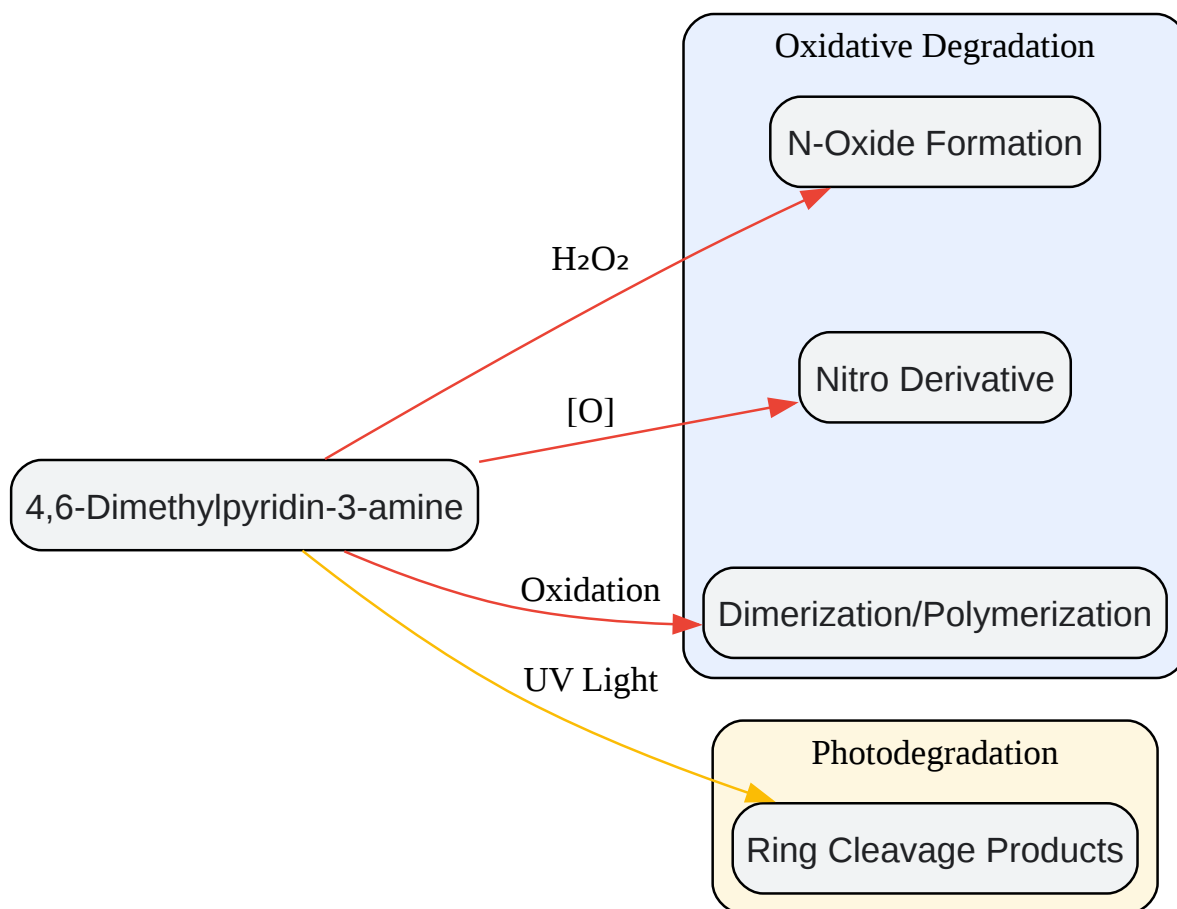 Oxidative Degradation
N-Oxide Formation
H₂O₂
Nitro Derivative
[O]
4,6-Dimethylpyridin-3-amine
Oxidation
Dimerization/Polymerization
UV Light
Photodegradation
Ring Cleavage Products